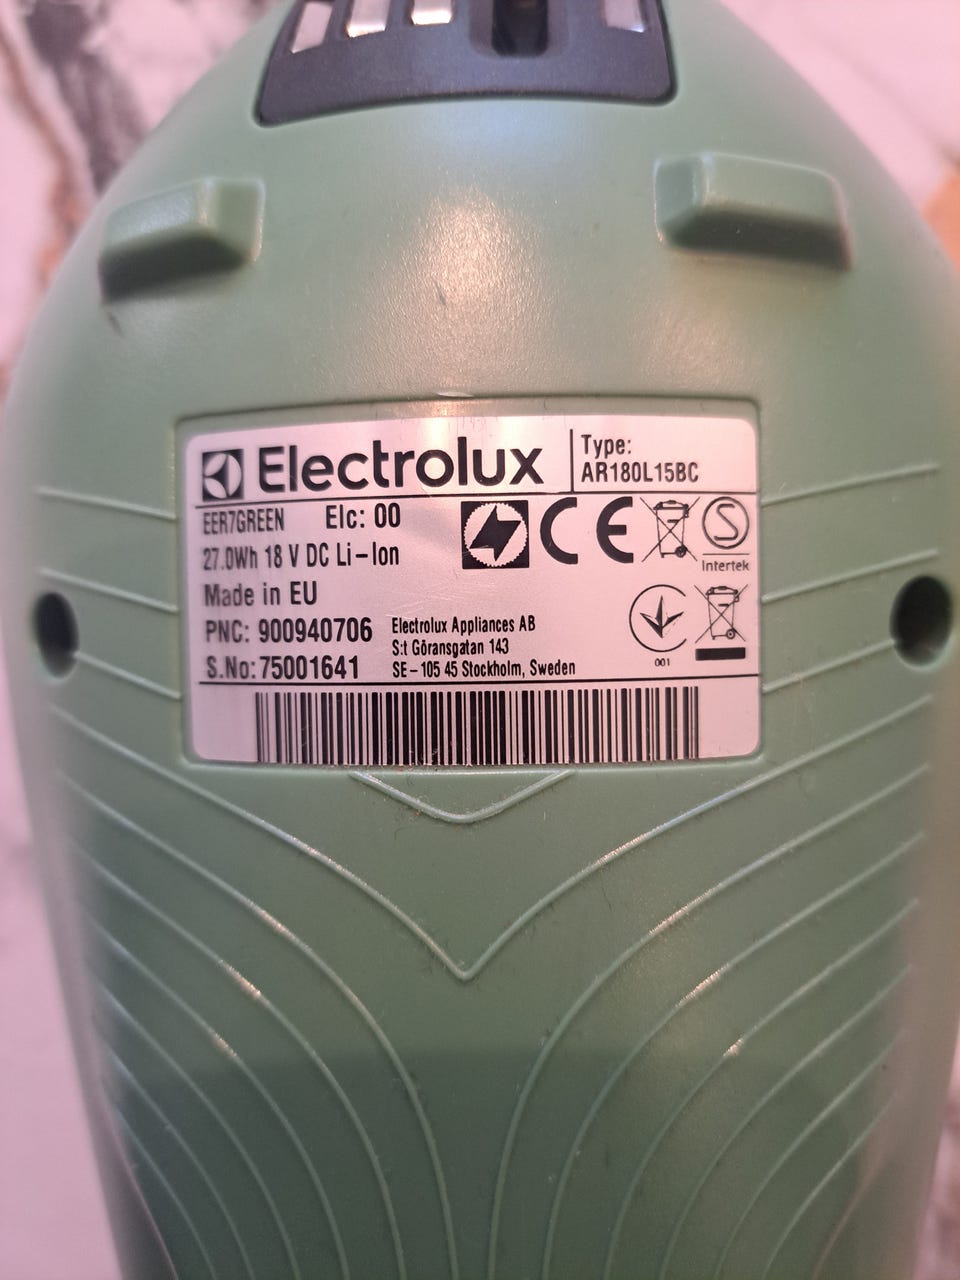 Electrolux
Type:
AR180L15BC
EER7GREEN Elc: 00
27.0Wh 18 V DC Li-Ion
Made in EU
PNC: 900940706
S.No: 75001641
Electrolux Appliances AB
S:t Göransgatan 143
SE-105 45 Stockholm, Sweden
CE
S
Intertek
001